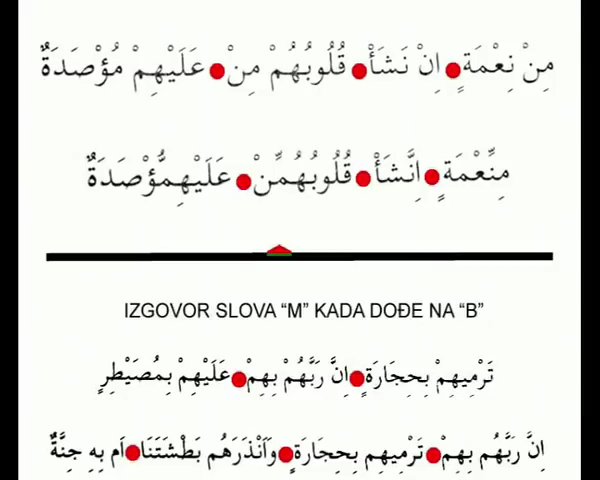 مِنْ نِعْمَةٍ ● اِنْ نَشَأْ ● قُلُوبُهُمْ مِنْ ● عَلَيْهِمْ مُؤْصَدَةٌ
مِنِّعْمَةٍ ● اِنَّشَأْ ● قُلُوبُهُمِّنْ ● عَلَيْهِمُّؤْصَدَةٌ
IZGOVOR SLOVA “M” KADA DOĐE NA “B”
تَرْمِيهِمْ بِحِجَارَةٍ ● اِنَّ رَبَّهُمْ بِهِمْ ● عَلَيْهِمْ بِمُصَيْطِرٍ
اِنَّ رَبَّهُم بِهِمْ ● تَرْمِيهِم بِحِجَارَةٍ ● وَاَنْذَرَهُم بَطْشَتَنَا ● اَم بِهِ جِنَّةٌ